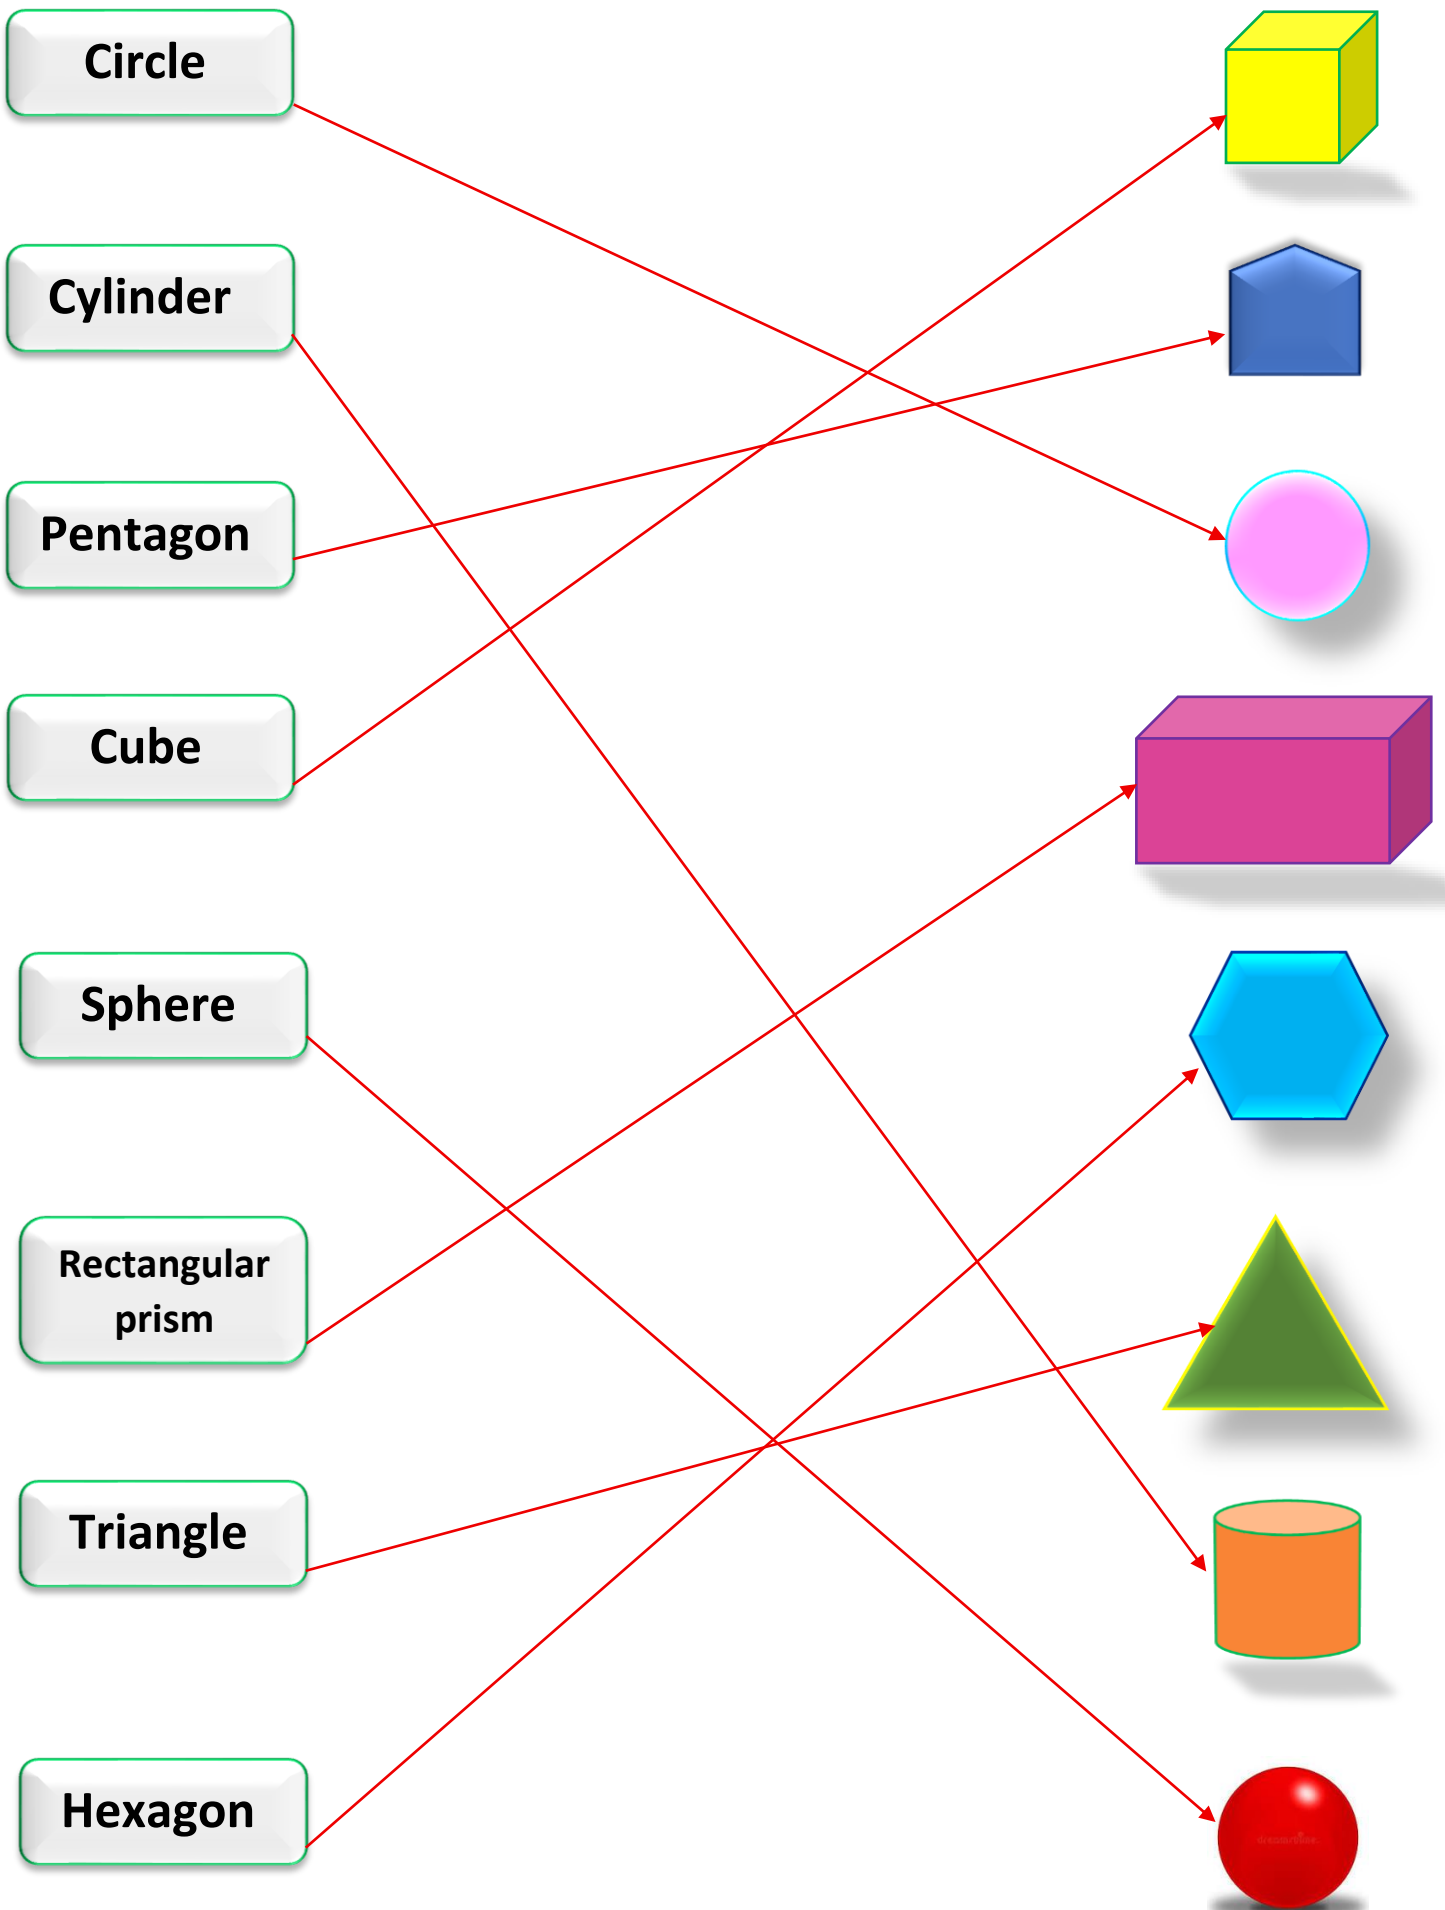 Circle
Cylinder
Pentagon
Cube
Sphere
Rectangular
prism
Triangle
Hexagon